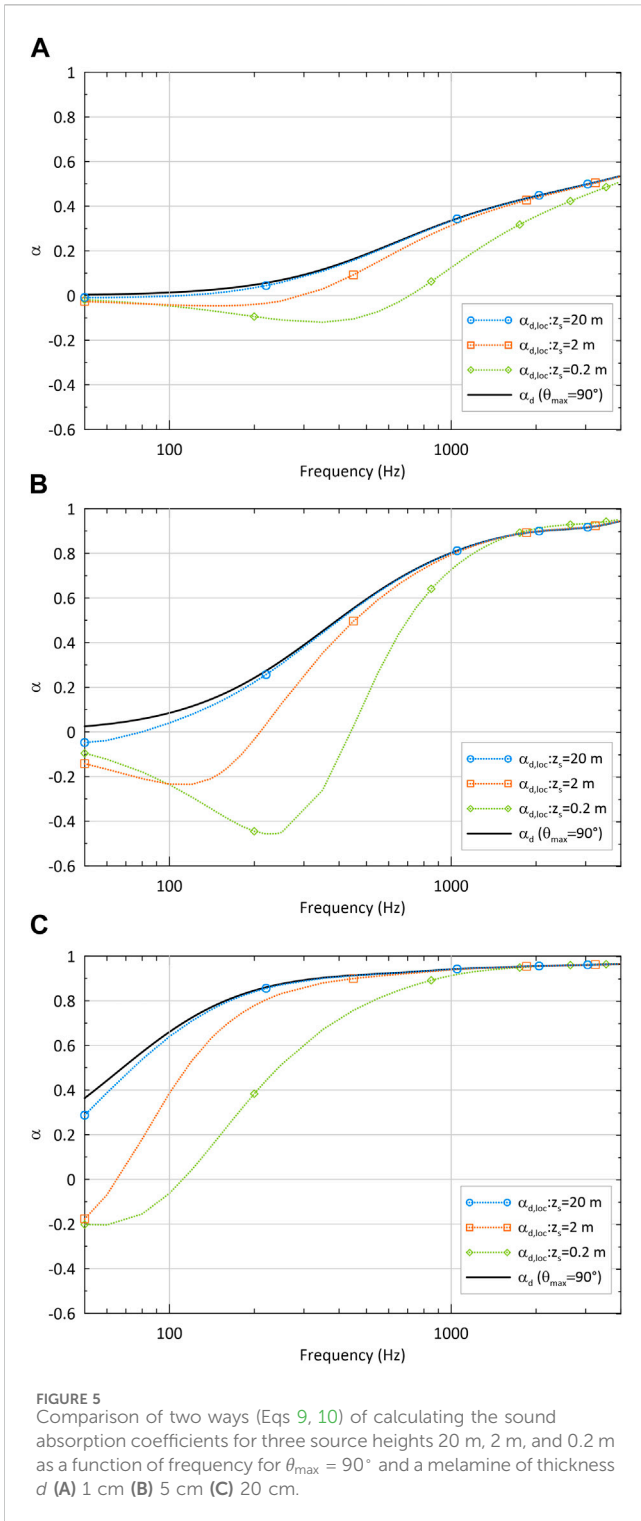 A
1
0.8
0.6
0.4
0.2
0
-0.2
-0.4
-0.6
α
100
1000
Frequency (Hz)
α_d,loc:z_s=20 m
α_d,loc:z_s=2 m
α_d,loc:z_s=0.2 m
α_d (θ_max=90°)
B
1
0.8
0.6
0.4
0.2
0
-0.2
-0.4
-0.6
α
100
1000
Frequency (Hz)
α_d,loc:z_s=20 m
α_d,loc:z_s=2 m
α_d,loc:z_s=0.2 m
α_d (θ_max=90°)
C
1
0.8
0.6
0.4
0.2
0
-0.2
-0.4
-0.6
α
100
1000
Frequency (Hz)
α_d,loc:z_s=20 m
α_d,loc:z_s=2 m
α_d,loc:z_s=0.2 m
α_d (θ_max=90°)
FIGURE 5
Comparison of two ways (Eqs 9, 10) of calculating the sound
absorption coefficients for three source heights 20 m, 2 m, and 0.2 m
as a function of frequency for θ_max = 90° and a melamine of thickness
d (A) 1 cm (B) 5 cm (C) 20 cm.